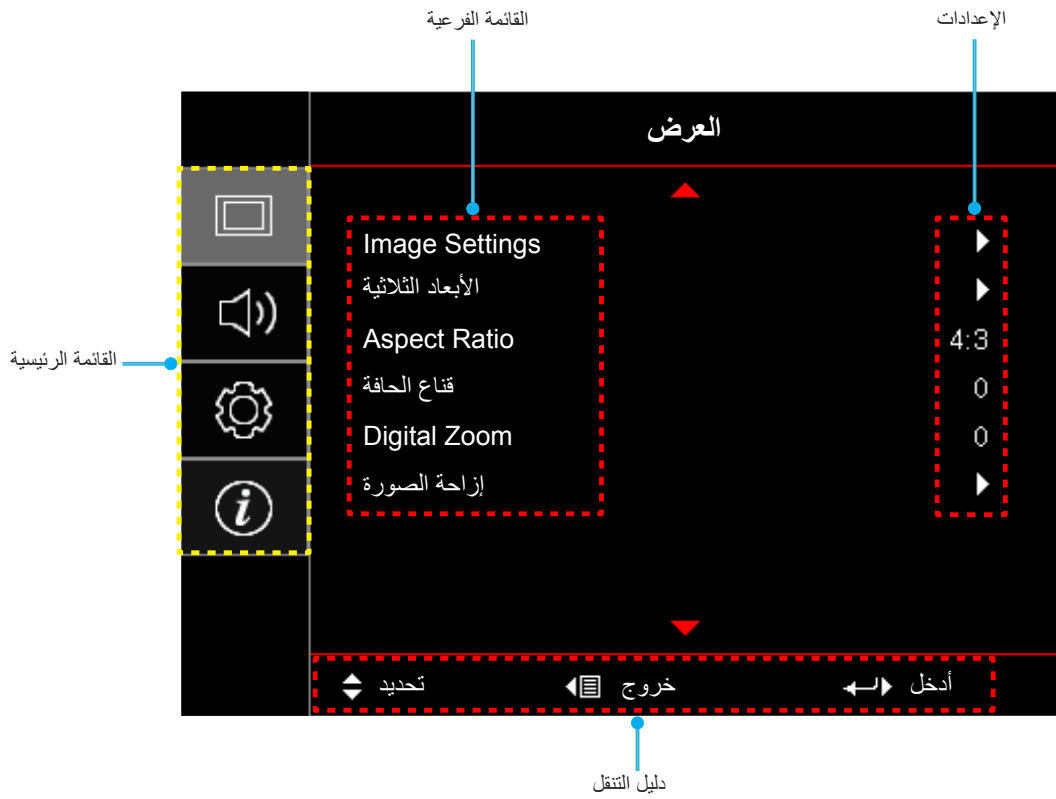 القائمة الفرعية
الإعدادات
العرض
Image Settings
الأبعاد الثلاثية
Aspect Ratio 4:3
قناع الحافة 0
Digital Zoom 0
إزاحة الصورة
القائمة الرئيسية
تحديد خروج أدخل
دليل التنقل